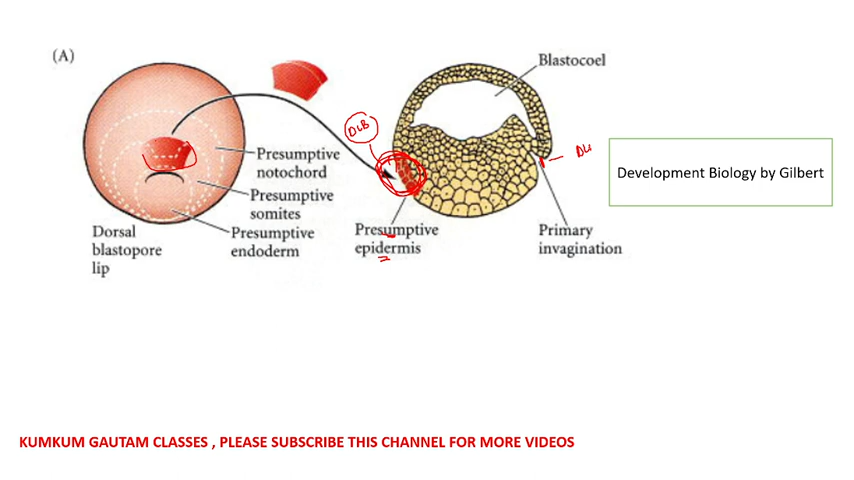 (A)
Blastocoel
DLB
DL
Presumptive
notochord
Development Biology by Gilbert
Presumptive
somites
Dorsal
blastopore
lip
Presumptive
endoderm
Presumptive
epidermis
Primary
invagination
KUMKUM GAUTAM CLASSES , PLEASE SUBSCRIBE THIS CHANNEL FOR MORE VIDEOS